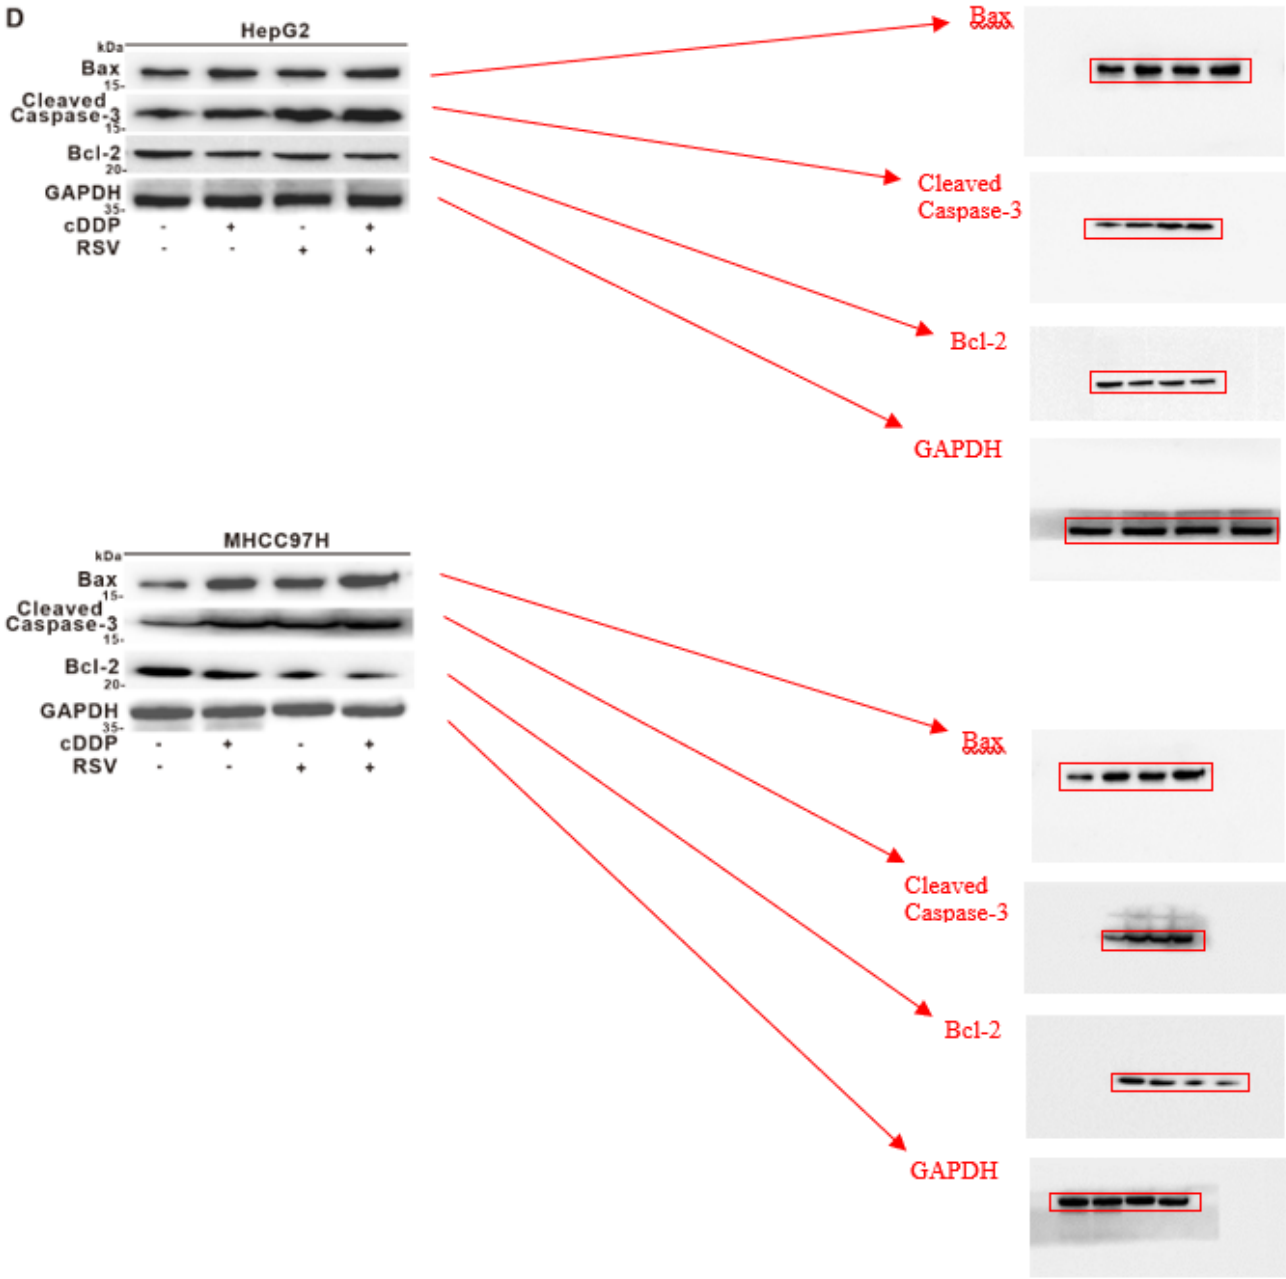 D
HepG2
kDa
Bax
15-
Cleaved
Caspase-3
15-
Bcl-2
20-
GAPDH
35-
cDDP - + - +
RSV - - + +
Bax
Cleaved
Caspase-3
Bcl-2
GAPDH
MHCC97H
kDa
Bax
15-
Cleaved
Caspase-3
15-
Bcl-2
20-
GAPDH
35-
cDDP - + - +
RSV - - + +
Bax
Cleaved
Caspase-3
Bcl-2
GAPDH